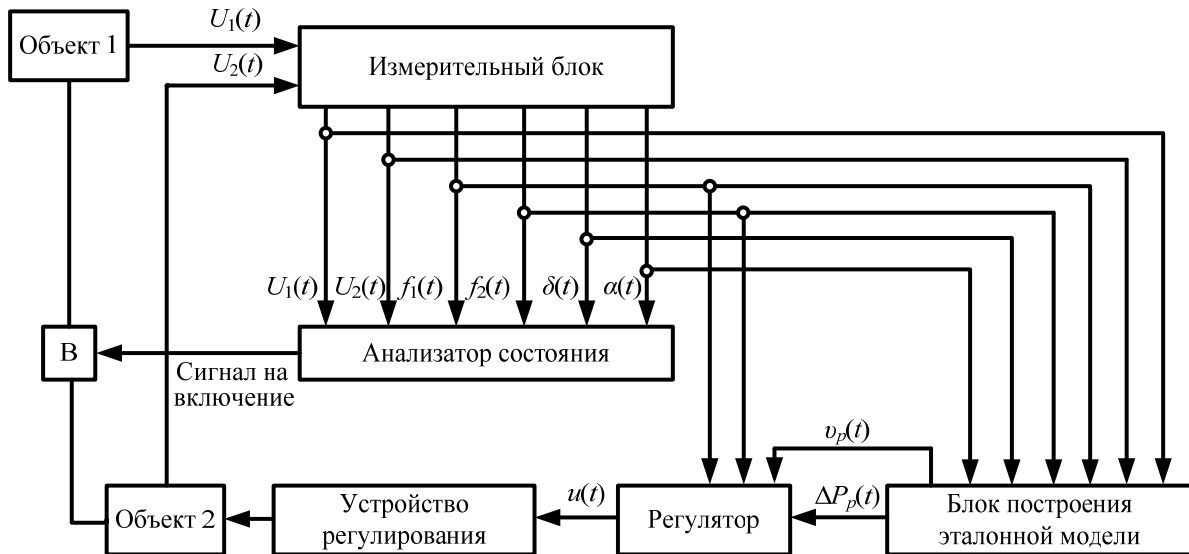 U₁(t)
Объект 1
U₂(t)
Измерительный блок
U₁(t) U₂(t) f₁(t) f₂(t) δ(t) α(t)
В
Анализатор состояния
Сигнал на
включение
υₚ(t)
Объект 2
Устройство
регулирования
u(t)
Регулятор
ΔPₚ(t)
Блок построения
эталонной модели